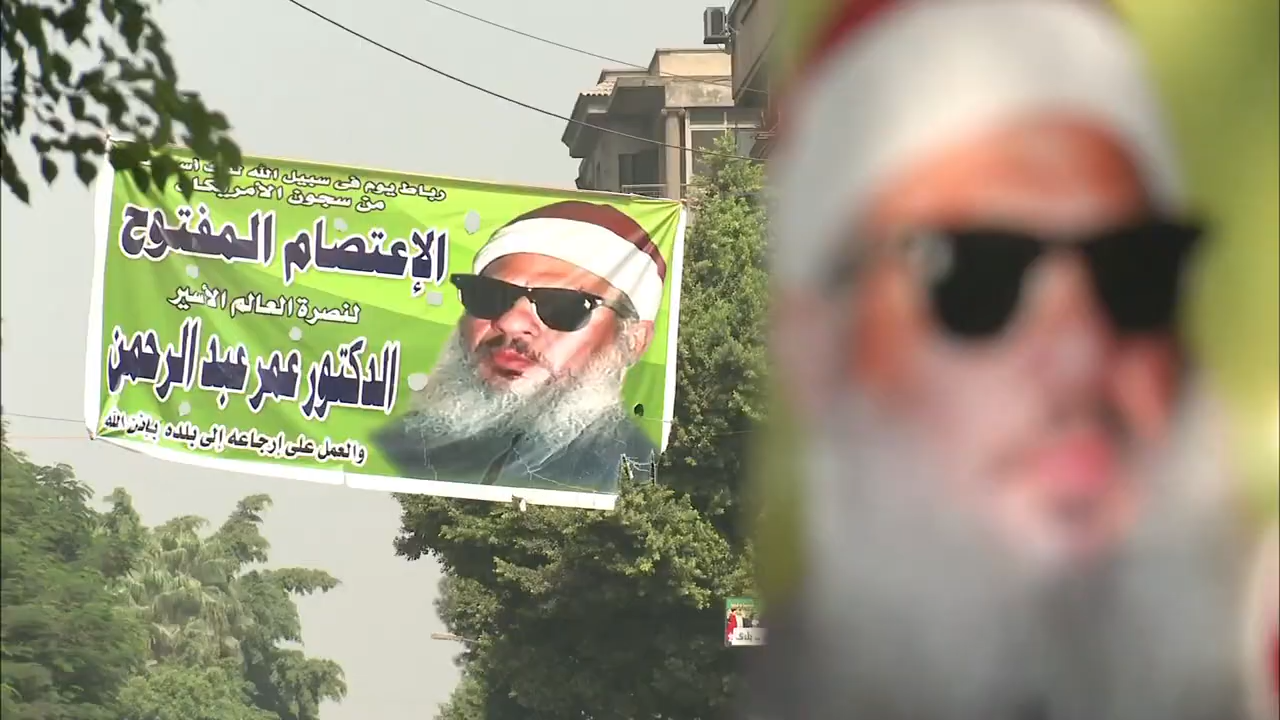 رباط يوم فى سبيل الله
من سجون الأمريكان
الإعتصام المفتوح
لنصرة العالم الأسير
الدكتور عمر عبد الرحمن
والعمل على إرجاعه إلى بلده بإذن الله